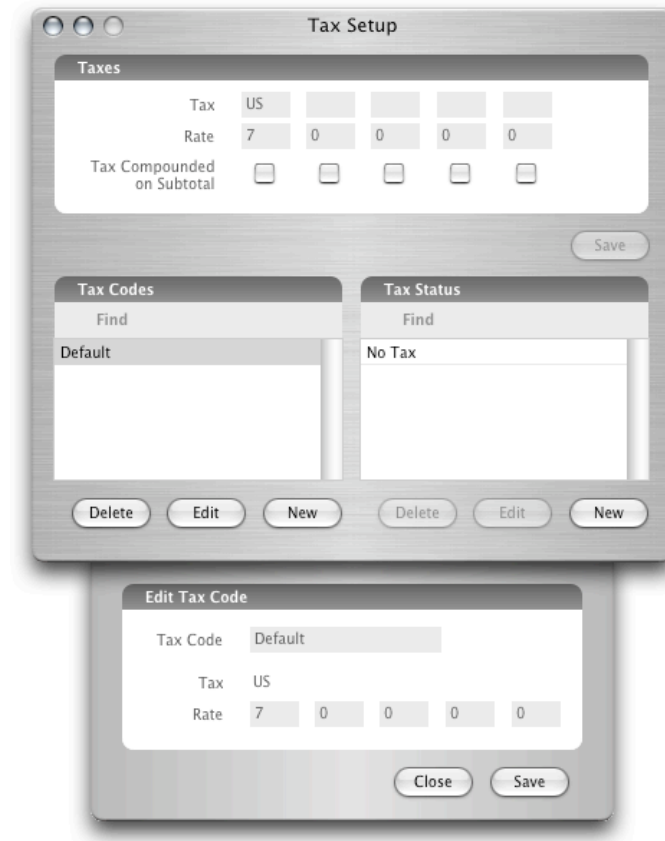 Tax Setup
Taxes
Tax US
Rate 7 0 0 0 0
Tax Compounded
on Subtotal
Save
Tax Codes
Find
Default
Tax Status
Find
No Tax
Delete Edit New
Delete Edit New
Edit Tax Code
Tax Code Default
Tax US
Rate 7 0 0 0 0
Close Save